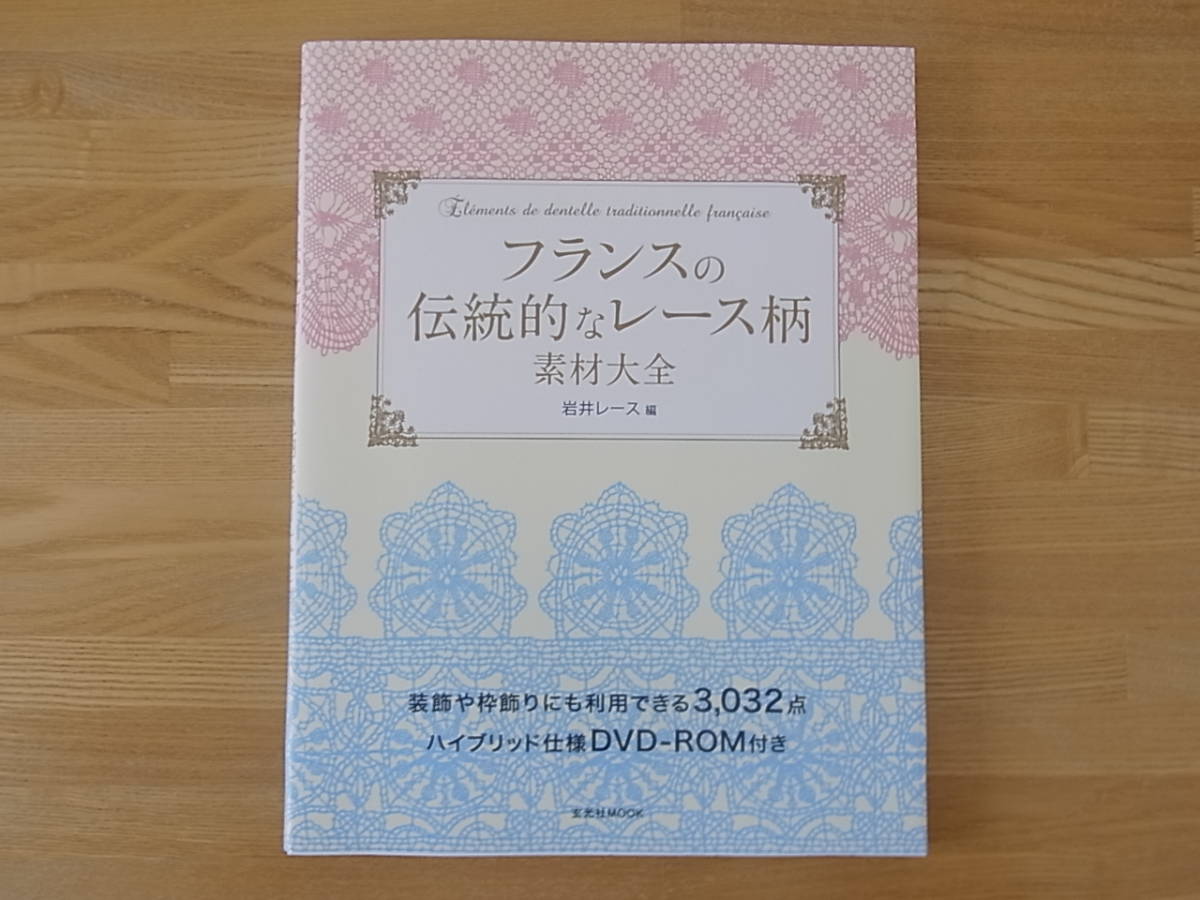 Eléments de dentelle traditionnelle française
フランスの
伝統的なレース柄
素材大全
岩井レース 編
装飾や枠飾りにも利用できる3,032点
ハイブリッド仕様DVD-ROM付き
玄光社MOOK